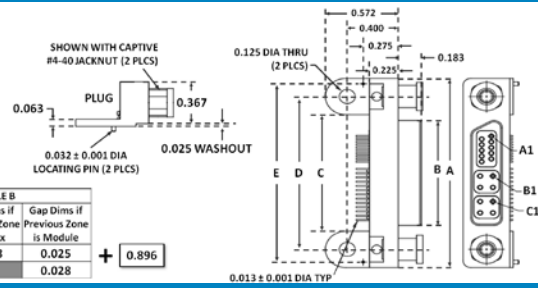 SHOWN WITH CAPTIVE
#4-40 JACKNUT (2 PLCS)
PLUG
0.367
0.063
0.025 WASHOUT
0.032 ± 0.001 DIA
LOCATING PIN (2 PLCS)
0.572
0.400
0.275
0.183
0.225
0.125 DIA THRU
(2 PLCS)
E
D
C
B
A
A1
B1
C1
0.013 ± 0.001 DIA TYP
LE B
Gap Dims if
Previous Zone
is Module
0.025
0.028
+
0.896